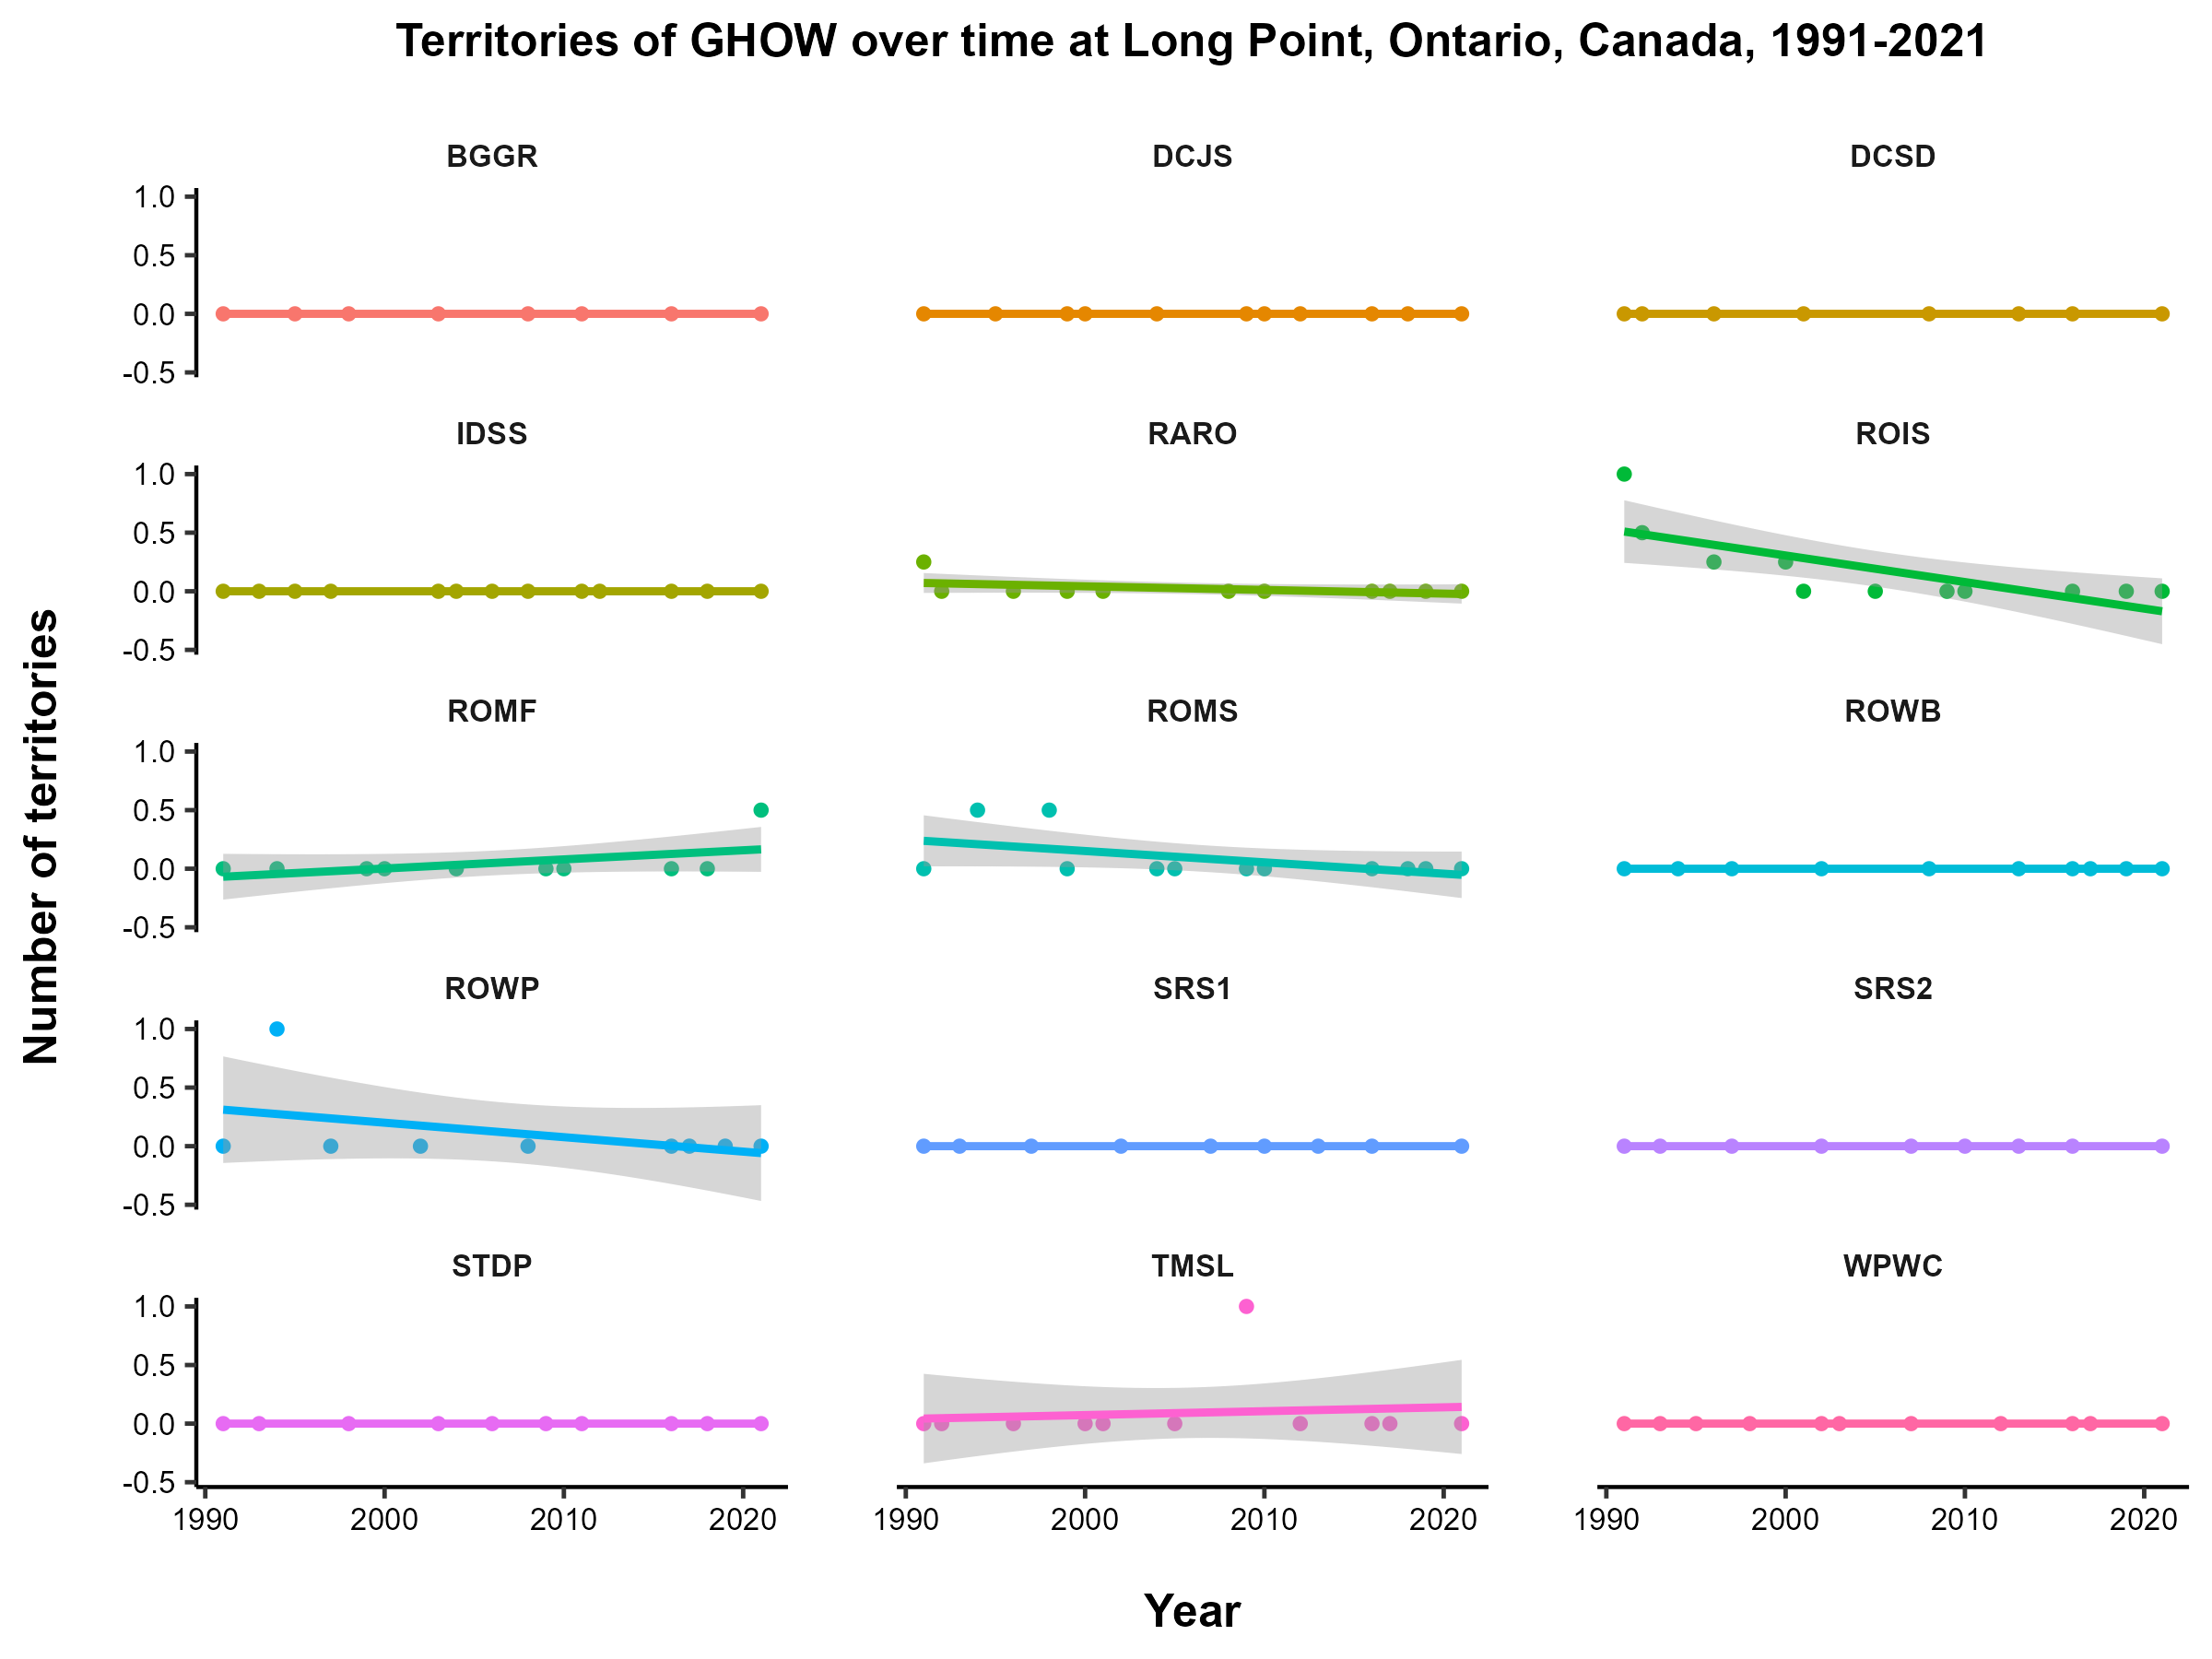 Territories of GHOW over time at Long Point, Ontario, Canada, 1991-2021
BGGR DCJS DCSD
1.0
0.5
0.0
-0.5
IDSS RARO ROIS
1.0
0.5
0.0
-0.5
ROMF ROMS ROWB
1.0
0.5
0.0
-0.5
ROWP SRS1 SRS2
1.0
0.5
0.0
-0.5
STDP TMSL WPWC
1.0
0.5
0.0
-0.5
1990 2000 2010 2020 1990 2000 2010 2020 1990 2000 2010 2020
Number of territories
Year